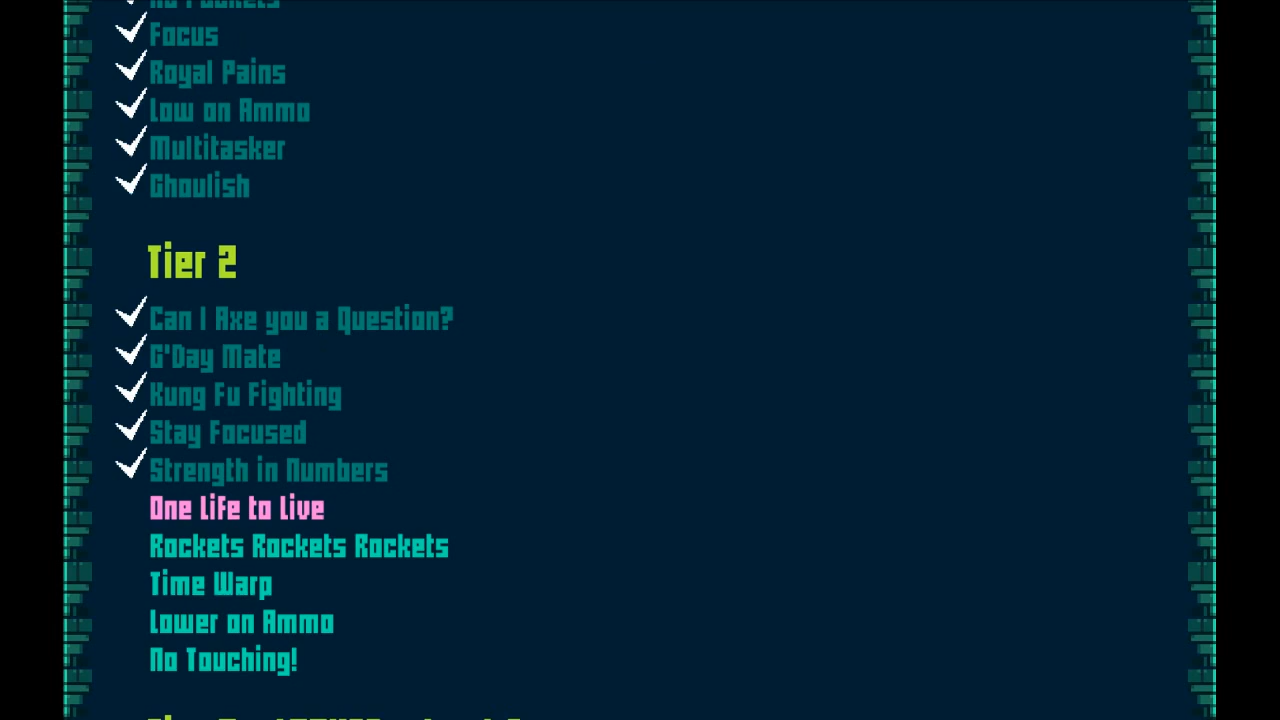 Focus
Royal Pains
Low on Ammo
Multitasker
Ghoulish
Tier 2
Can I Axe you a Question?
G'Day Mate
Kung Fu Fighting
Stay Focused
Strength in Numbers
One life to live
Rockets Rockets Rockets
Time Warp
Lower on Ammo
No Touching!